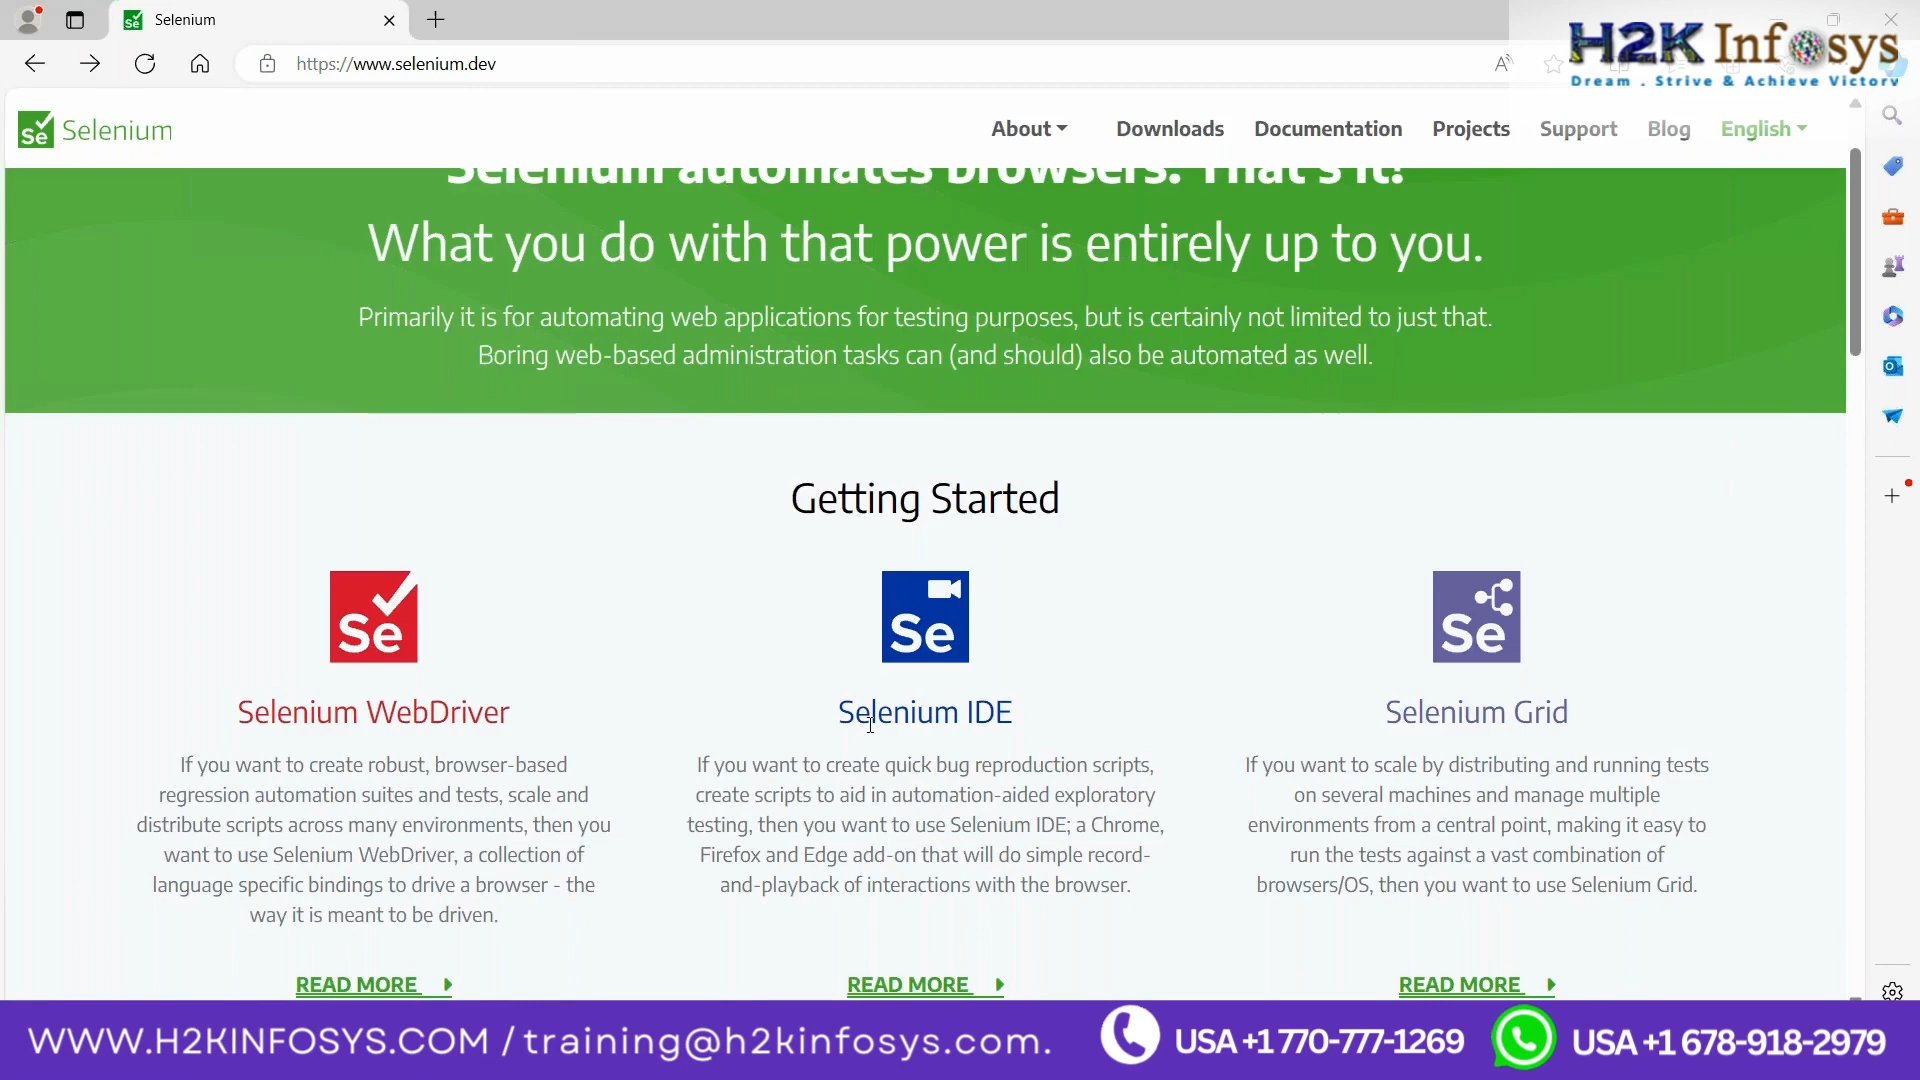 Selenium
https://www.selenium.dev
H2K Infosys
Dream . Strive & Achieve Victory
Se Selenium
About
Downloads
Documentation
Projects
Support
Blog
English
Selenium automates browsers. That's it!
What you do with that power is entirely up to you.
Primarily it is for automating web applications for testing purposes, but is certainly not limited to just that.
Boring web-based administration tasks can (and should) also be automated as well.
Getting Started
Se
Selenium WebDriver
If you want to create robust, browser-based
regression automation suites and tests, scale and
distribute scripts across many environments, then you
want to use Selenium WebDriver, a collection of
language specific bindings to drive a browser - the
way it is meant to be driven.
READ MORE
Se
Selenium IDE
If you want to create quick bug reproduction scripts,
create scripts to aid in automation-aided exploratory
testing, then you want to use Selenium IDE; a Chrome,
Firefox and Edge add-on that will do simple record-
and-playback of interactions with the browser.
READ MORE
Se
Selenium Grid
If you want to scale by distributing and running tests
on several machines and manage multiple
environments from a central point, making it easy to
run the tests against a vast combination of
browsers/OS, then you want to use Selenium Grid.
READ MORE
WWW.H2KINFOSYS.COM / training@h2kinfosys.com.
USA +1 770-777-1269
USA +1 678-918-2979